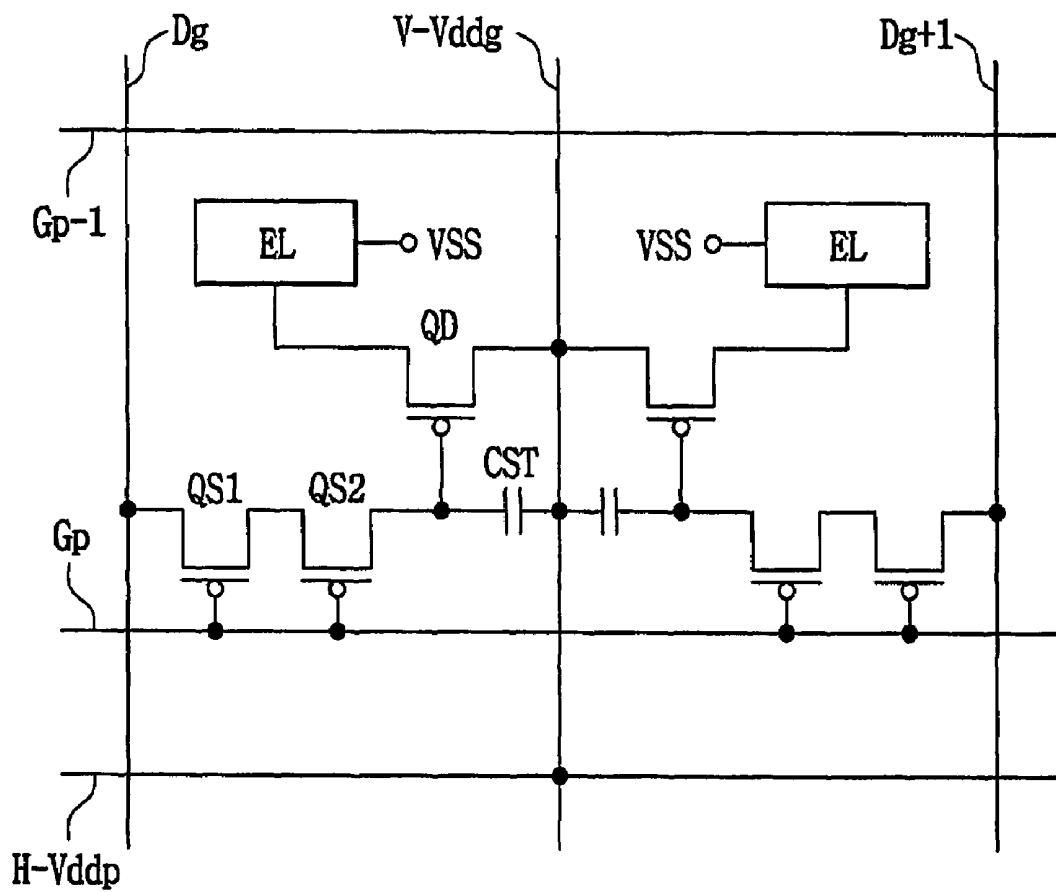 Dg
V-Vddg
Dg+1
Gp-1
EL
VSS
VSS
EL
QD
CST
QS1
QS2
Gp
H-Vddp